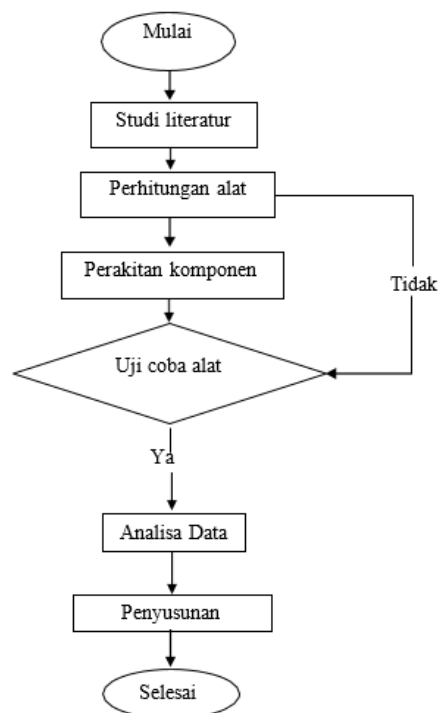 Mulai
Studi literatur
Perhitungan alat
Perakitan komponen
Tidak
Uji coba alat
Ya
Analisa Data
Penyusunan
Selesai